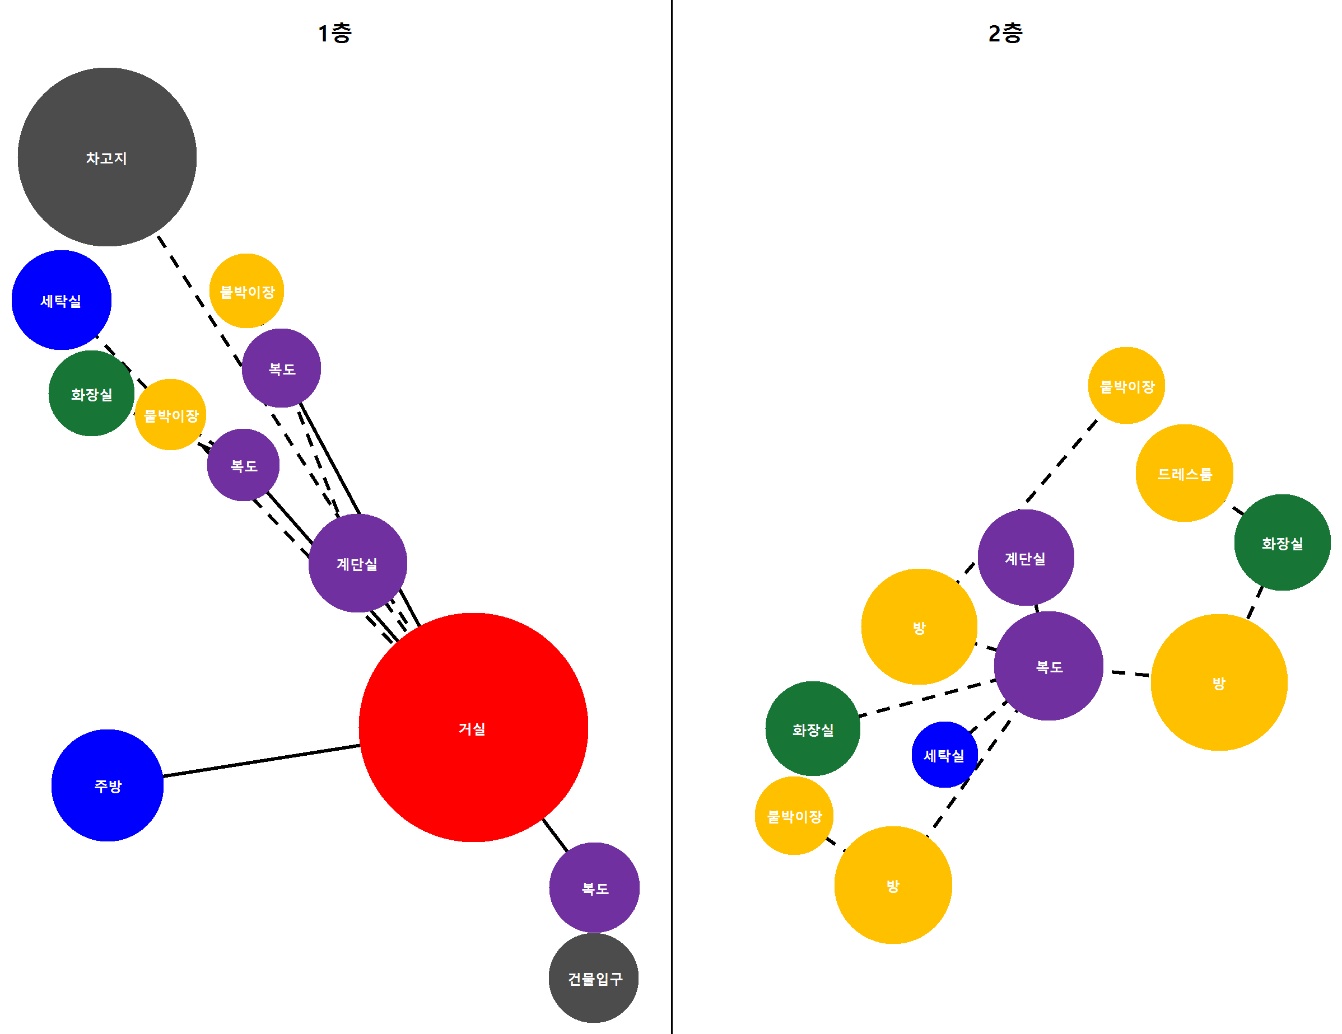 1층
차고지
세탁실
붙박이장
복도
화장실
붙박이장
복도
계단실
거실
주방
복도
건물입구
2층
붙박이장
드레스룸
화장실
계단실
방
복도
방
화장실
세탁실
붙박이장
방